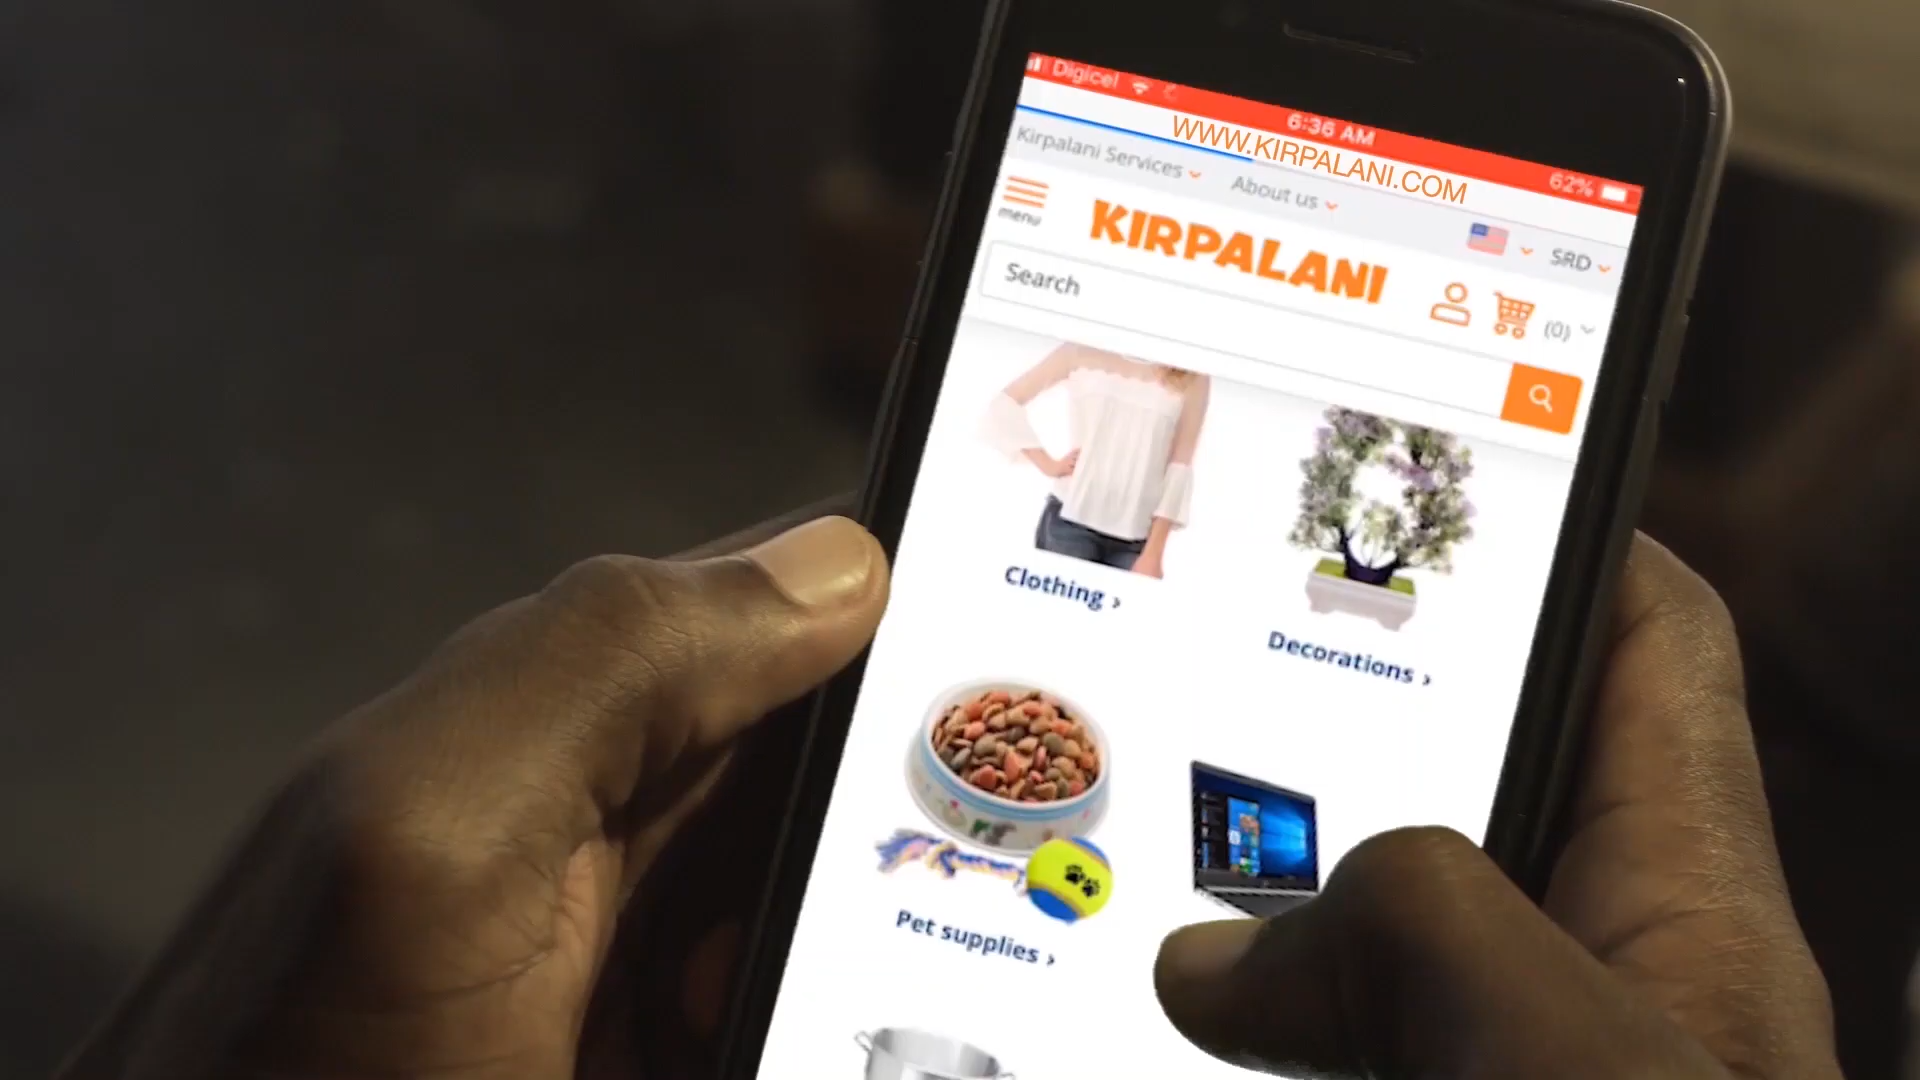 Digicel
6:36 AM
62%
WWW.KIRPALANI.COM
Kirpalani Services
About us
SRD
menu
KIRPALANI
(0)
Search
Clothing ›
Decorations ›
Pet supplies ›